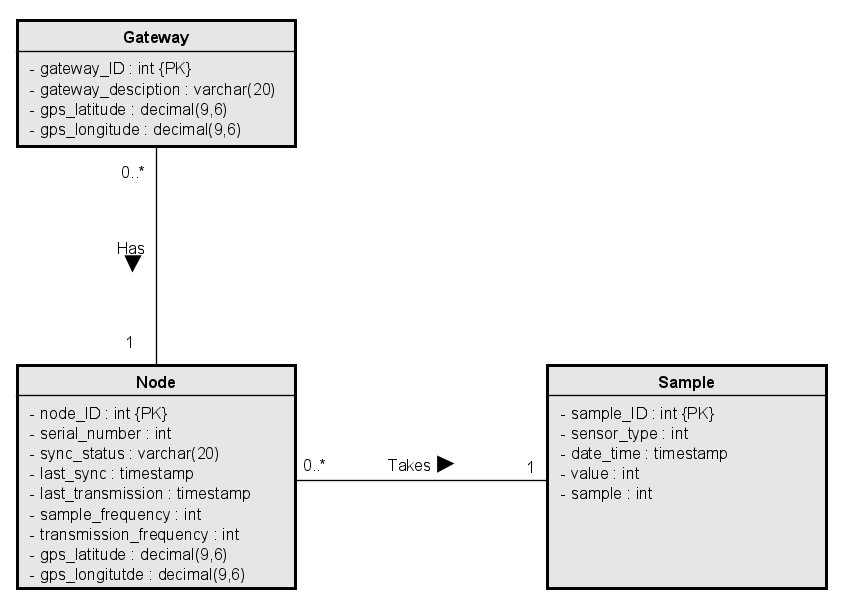 Gateway
- gateway_ID : int {PK}
- gateway_desciption : varchar(20)
- gps_latitude : decimal(9,6)
- gps_longitude : decimal(9,6)
0..*
Has
1
Node
- node_ID : int {PK}
- serial_number : int
- sync_status : varchar(20)
- last_sync : timestamp
- last_transmission : timestamp
- sample_frequency : int
- transmission_frequency : int
- gps_latitude : decimal(9,6)
- gps_longitutde : decimal(9,6)
0..*
Takes
1
Sample
- sample_ID : int {PK}
- sensor_type : int
- date_time : timestamp
- value : int
- sample : int